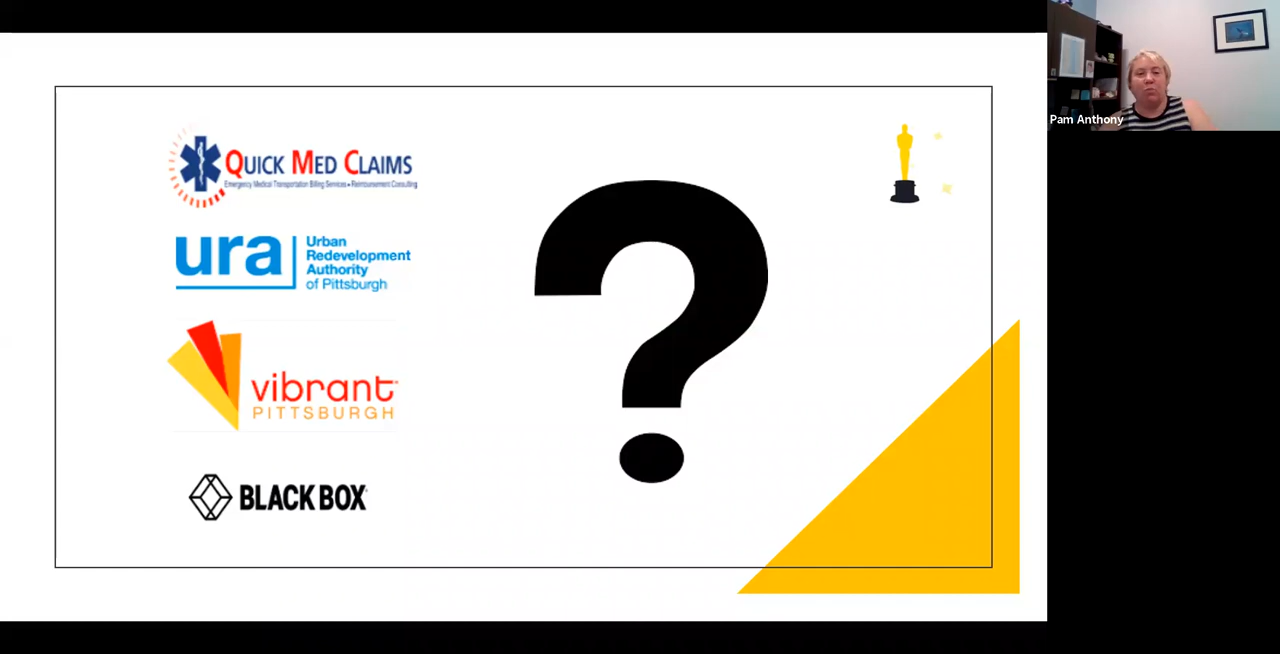 QUICK MED CLAIMS
Emergency Medical Transportation Billing Services • Reimbursement Consulting
ura
Urban
Redevelopment
Authority
of Pittsburgh
vibrant
PITTSBURGH
BLACK BOX
?
Pam Anthony